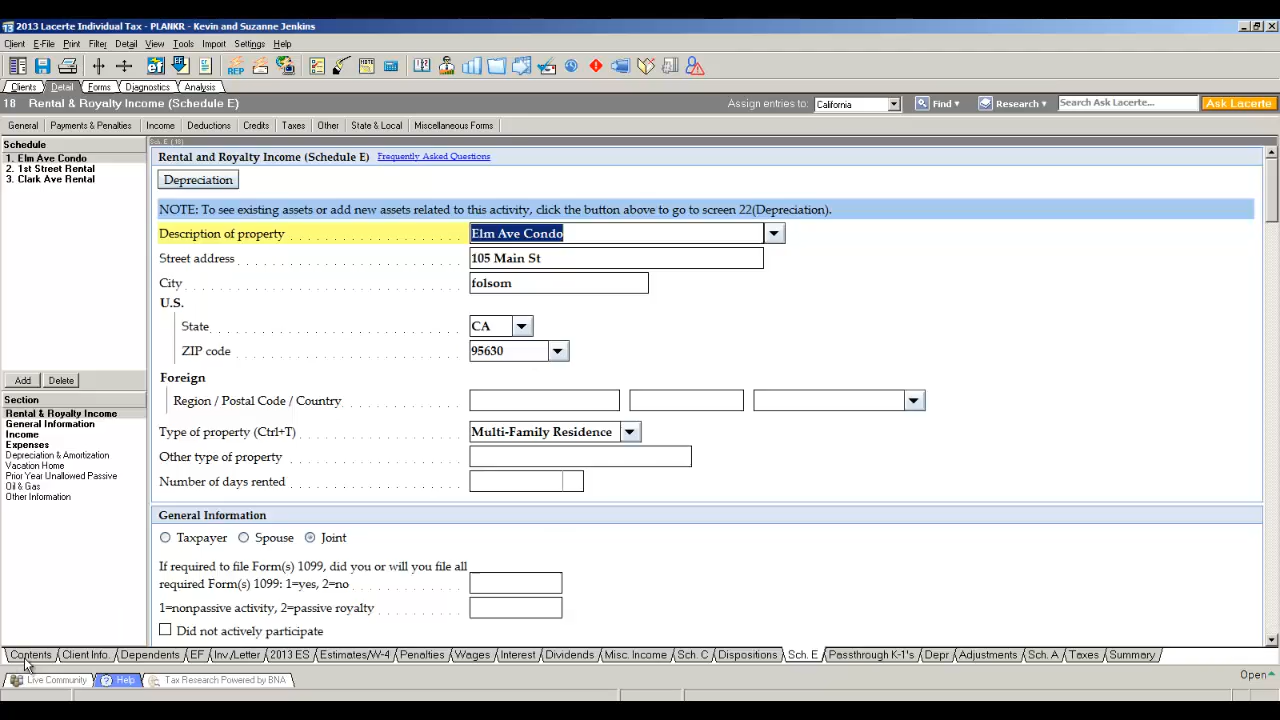 2013 Lacerte Individual Tax - PLANKR - Kevin and Suzanne Jenkins
Client E-File Print Filter Detail View Tools Import Settings Help
Clients Detail Forms Diagnostics Analysis
18 Rental & Royalty Income (Schedule E) Assign entries to: California Find Research Search Ask Lacerte... Ask Lacerte
General Payments & Penalties Income Deductions Credits Taxes Other State & Local Miscellaneous Forms
Schedule
1. Elm Ave Condo
2. 1st Street Rental
3. Clark Ave Rental
Add Delete
Section
Rental & Royalty Income
General Information
Income
Expenses
Depreciation & Amortization
Vacation Home
Prior Year Unallowed Passive
Oil & Gas
Other Information
Sch. E (18)
Rental and Royalty Income (Schedule E) Frequently Asked Questions
Depreciation
NOTE: To see existing assets or add new assets related to this activity, click the button above to go to screen 22(Depreciation).
Description of property Elm Ave Condo
Street address 105 Main St
City folsom
U.S.
State CA
ZIP code 95630
Foreign
Region / Postal Code / Country
Type of property (Ctrl+T) Multi-Family Residence
Other type of property
Number of days rented
General Information
Taxpayer Spouse Joint
If required to file Form(s) 1099, did you or will you file all
required Form(s) 1099: 1=yes, 2=no
1=nonpassive activity, 2=passive royalty
Did not actively participate
Contents Client Info. Dependents EF Inv./Letter 2013 ES Estimates/W-4 Penalties Wages Interest Dividends Misc. Income Sch. C Dispositions Sch. E Passthrough K-1's Depr Adjustments Sch. A Taxes Summary
Live Community Help Tax Research Powered by BNA Open